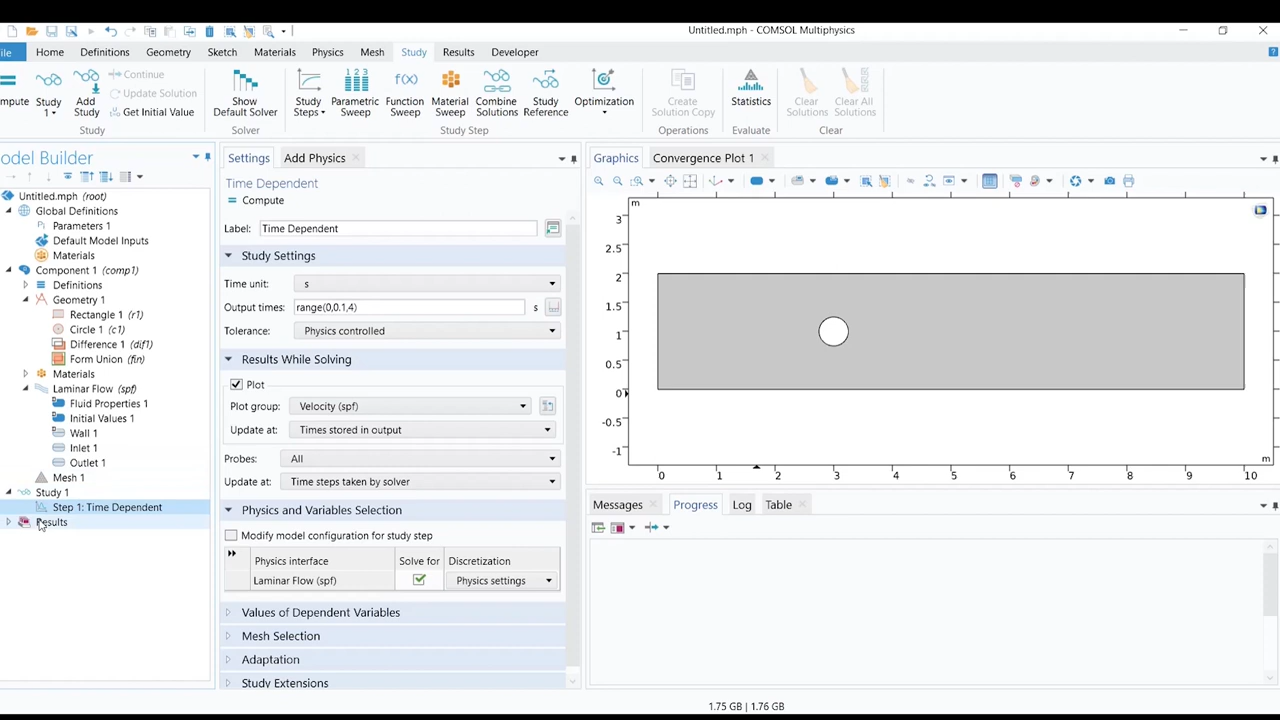 Untitled.mph - COMSOL Multiphysics
ile Home Definitions Geometry Sketch Materials Physics Mesh Study Results Developer
mpute
Study 1
Add Study
Continue
Update Solution
Get Initial Value
Show Default Solver
Study Steps
Parametric Sweep
Function Sweep
f(x)
Material Sweep
Combine Solutions
Study Reference
Optimization
Create Solution Copy
Statistics
Clear Solutions
Clear All Solutions
Study Solver Study Step Operations Evaluate Clear
odel Builder
Untitled.mph (root)
Global Definitions
Parameters 1
Default Model Inputs
Materials
Component 1 (comp1)
Definitions
Geometry 1
Rectangle 1 (r1)
Circle 1 (c1)
Difference 1 (dif1)
Form Union (fin)
Materials
Laminar Flow (spf)
Fluid Properties 1
Initial Values 1
Wall 1
Inlet 1
Outlet 1
Mesh 1
Study 1
Step 1: Time Dependent
Results
Settings Add Physics
Time Dependent
Compute
Label: Time Dependent
Study Settings
Time unit: s
Output times: range(0,0.1,4) s
Tolerance: Physics controlled
Results While Solving
Plot
Plot group: Velocity (spf)
Update at: Times stored in output
Probes: All
Update at: Time steps taken by solver
Physics and Variables Selection
Modify model configuration for study step
Physics interface Solve for Discretization
Laminar Flow (spf) Physics settings
Values of Dependent Variables
Mesh Selection
Adaptation
Study Extensions
Graphics Convergence Plot 1
m
3
2.5
2
1.5
1
0.5
0
-0.5
-1
m
0 1 2 3 4 5 6 7 8 9 10
Messages Progress Log Table
1.75 GB | 1.76 GB